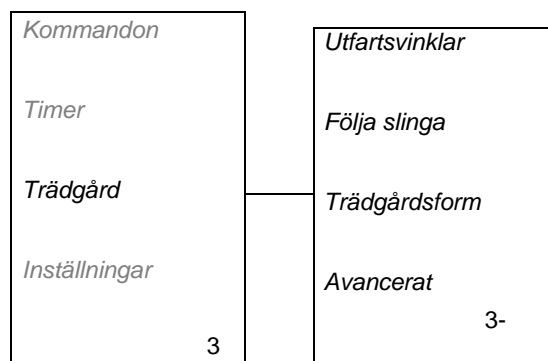 Kommandon
Timer
Trädgård
Inställningar
3
Utfartsvinklar
Följa slinga
Trädgårdsform
Avancerat
3-